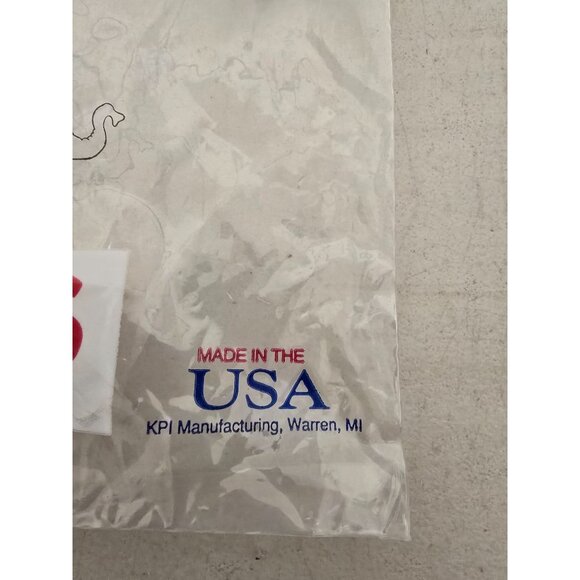 MADE IN THE
USA
KPI Manufacturing, Warren, MI